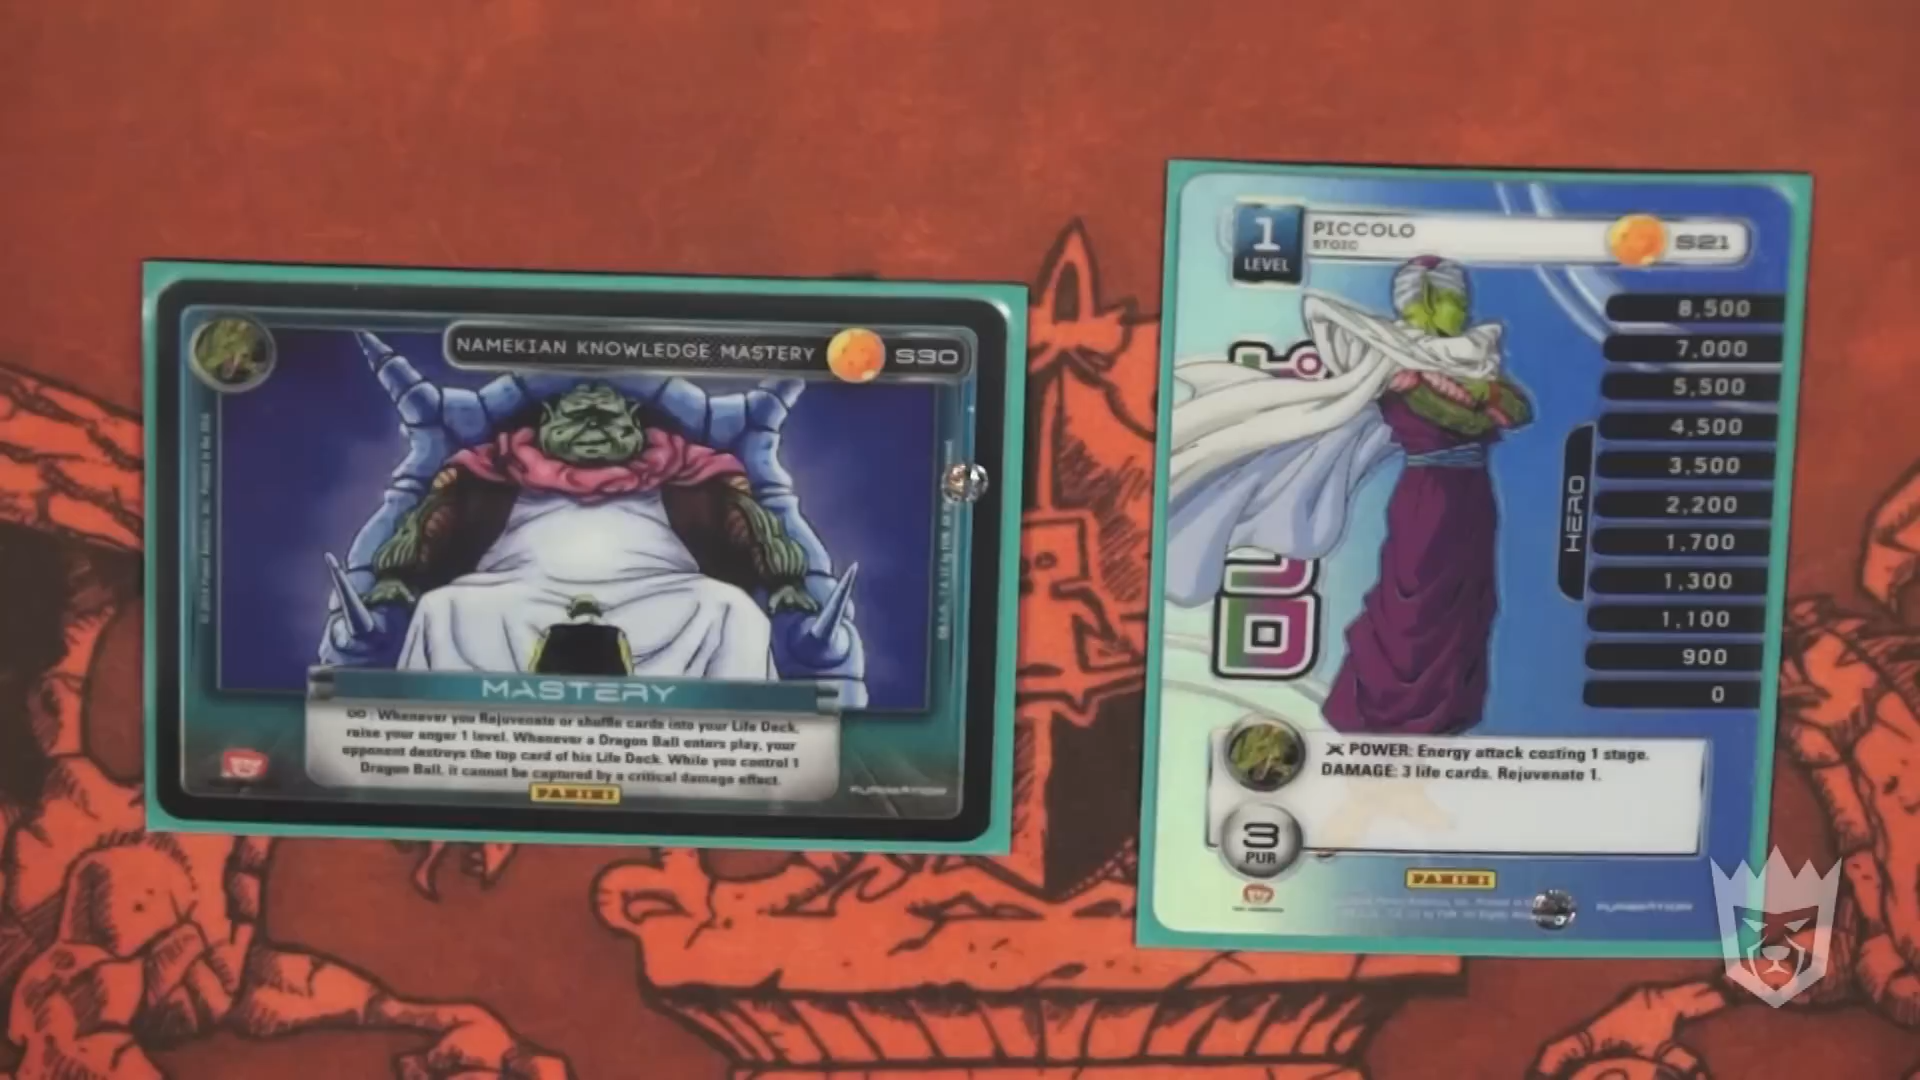 NAMEKIAN KNOWLEDGE MASTERY S30
MASTERY
: Whenever you Rejuvenate or shuffle cards into your Life Deck,
raise your anger 1 level. Whenever a Dragon Ball enters play, your
opponent destroys the top card of his Life Deck. While you control 1
Dragon Ball, it cannot be captured by a critical damage effect.
PANINI
FUNIMATION
1
LEVEL
PICCOLO
STOIC
S21
8,500
7,000
5,500
4,500
3,500
2,200
1,700
1,300
1,100
900
0
HERO
POWER: Energy attack costing 1 stage.
DAMAGE: 3 life cards. Rejuvenate 1.
3
PUR
PANINI
FUNIMATION